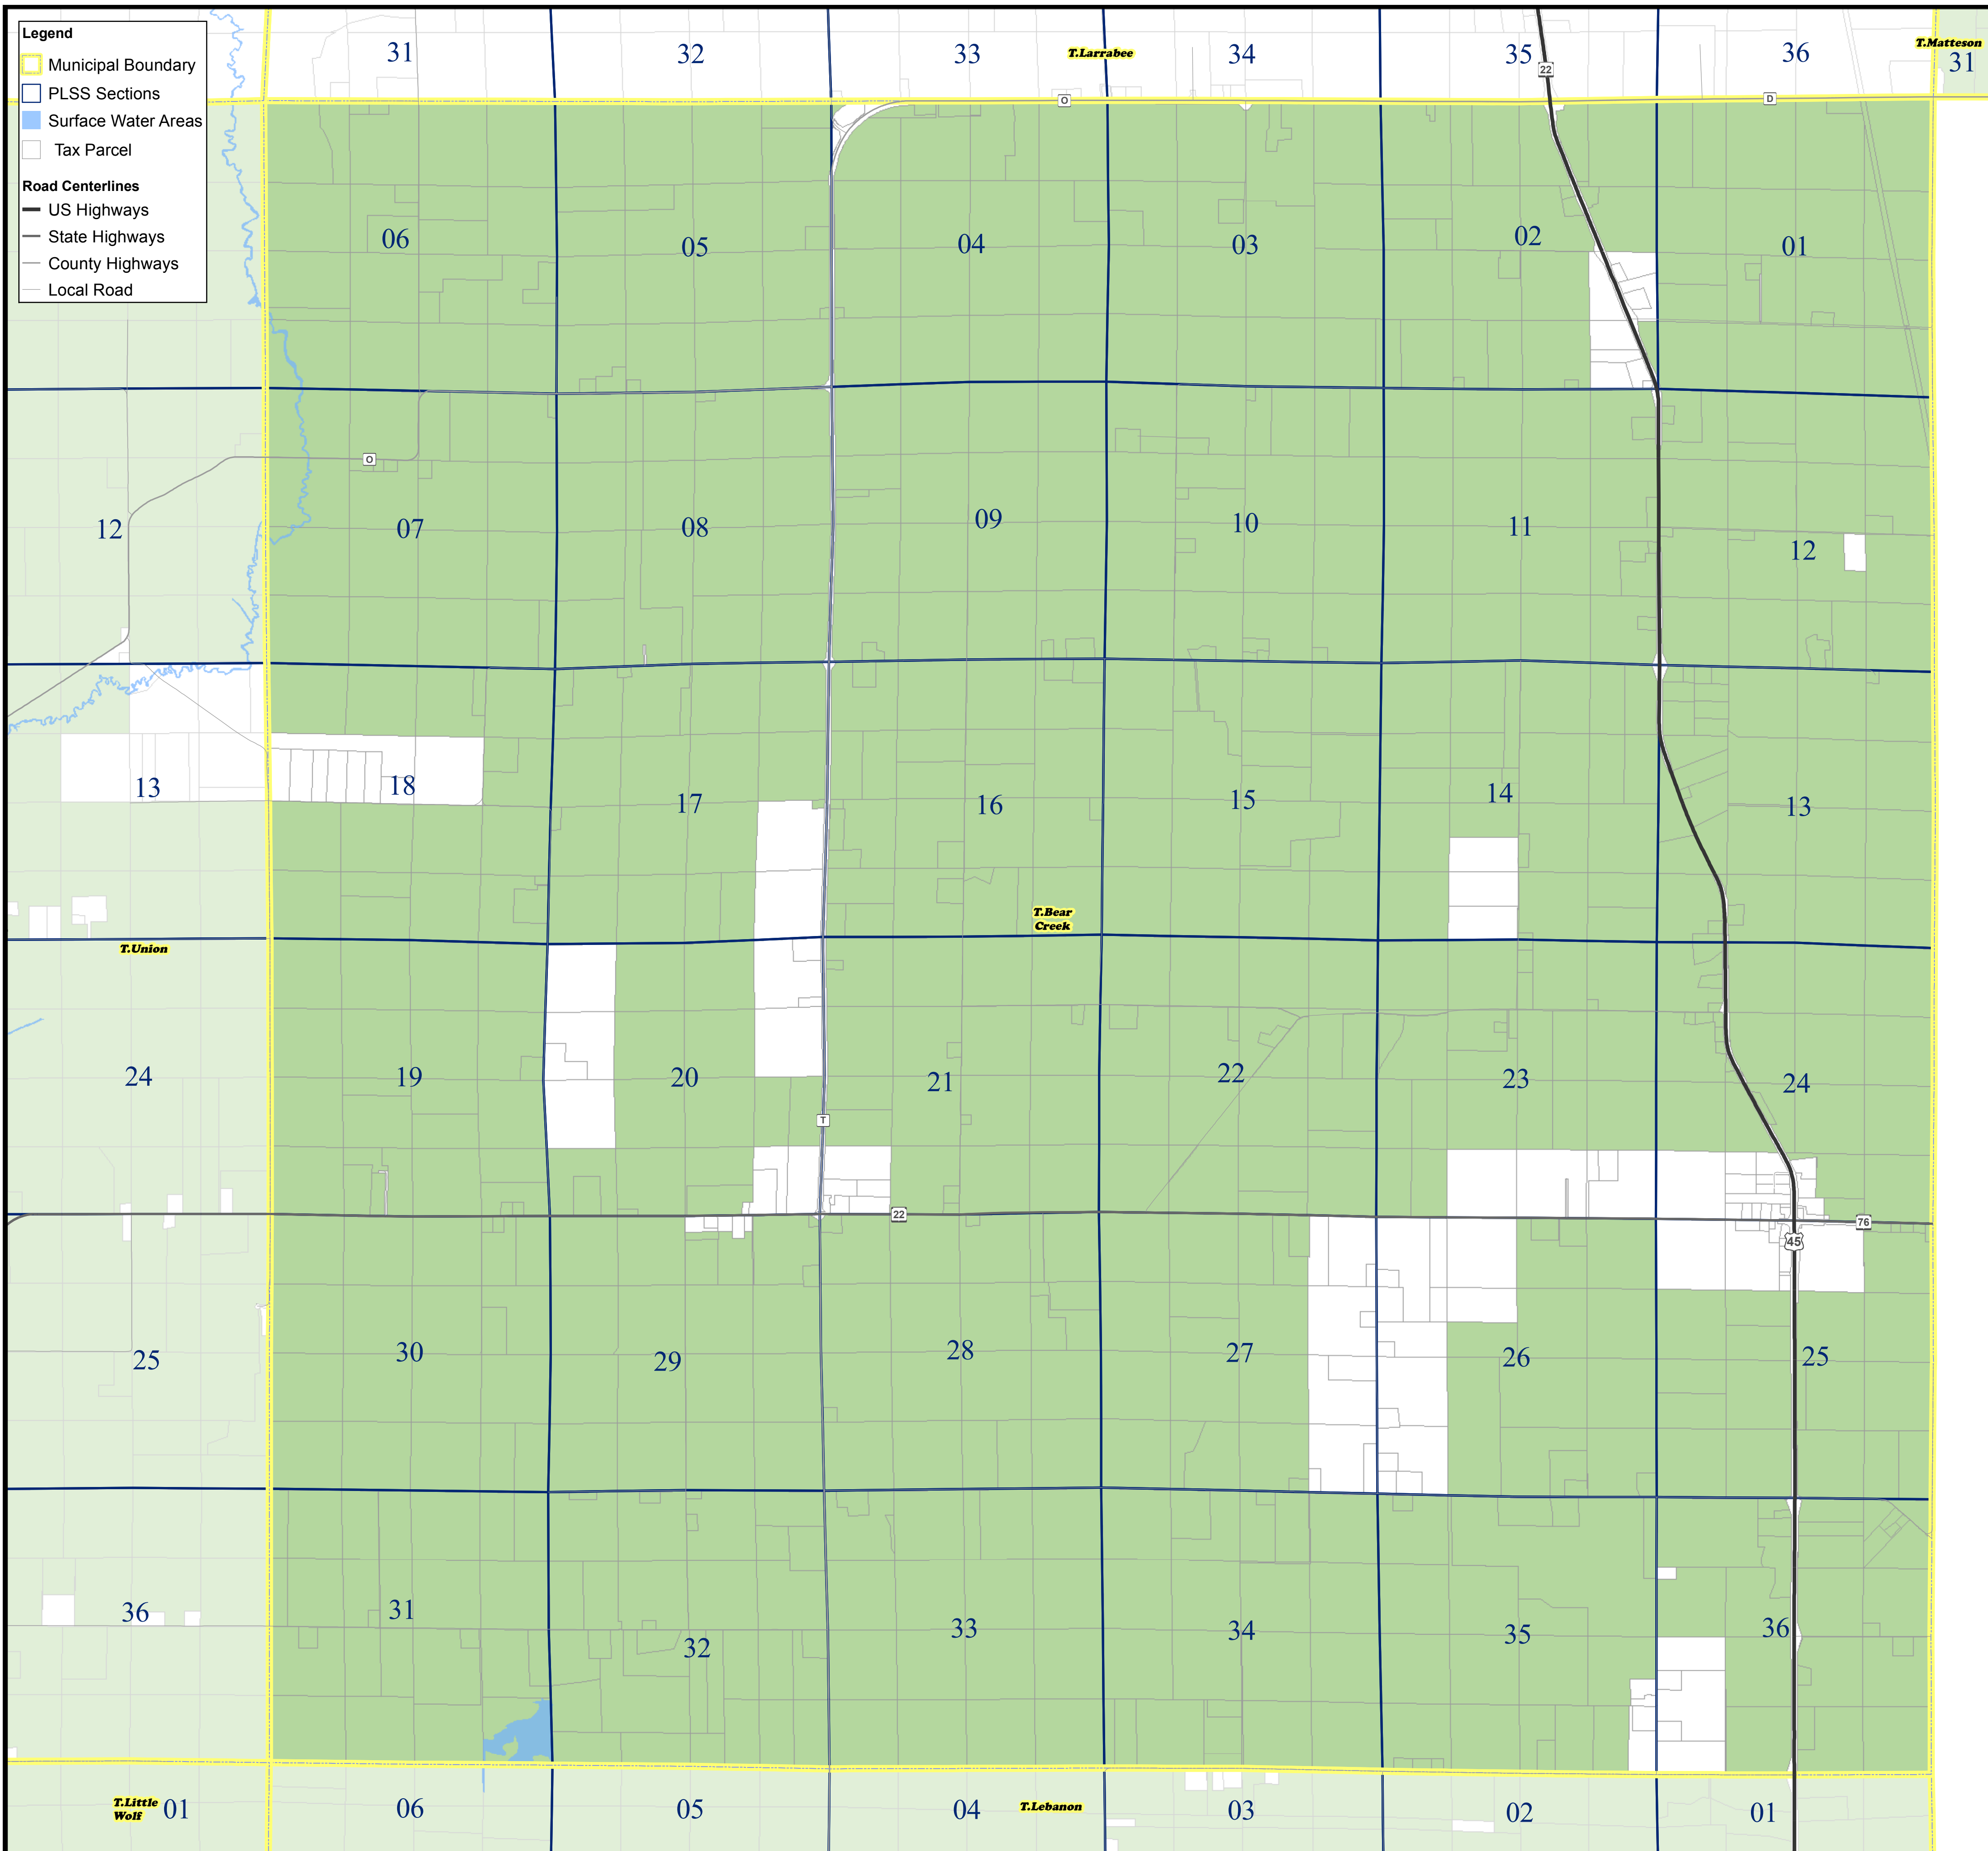 Legend
Municipal Boundary
PLSS Sections
Surface Water Areas
Tax Parcel
Road Centerlines
US Highways
State Highways
County Highways
Local Road
31 32 33 T.Larrabee 34 35 36 T.Matteson
31
22
O D
06 05 04 03 02 01
O
12 07 08 09 10 11 12
13 18 17 16 15 14 13
T.Bear
Creek
T.Union
24 19 20 21 22 23 24
T
22 76
45
25 30 29 28 27 26 25
36 31 32 33 34 35 36
T.Little
Wolf 01 06 05 04 T.Lebanon 03 02 01